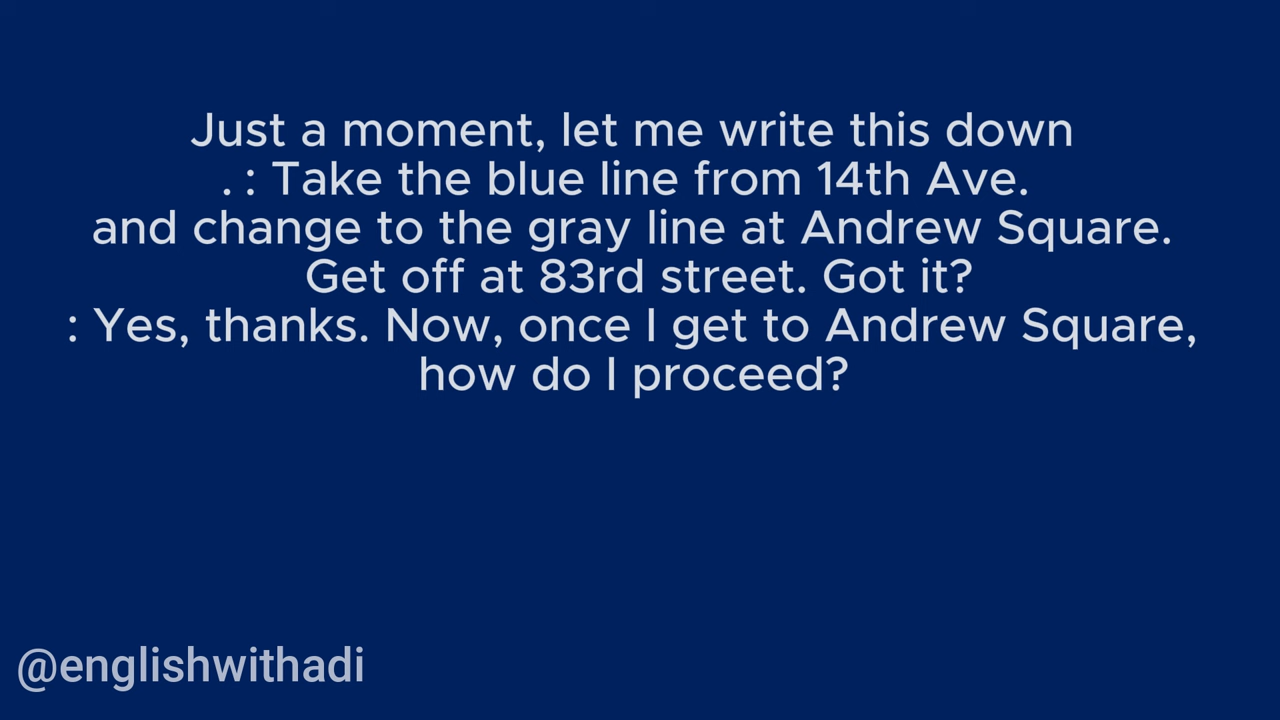 Just a moment, let me write this down
. : Take the blue line from 14th Ave.
and change to the gray line at Andrew Square.
Get off at 83rd street. Got it?
: Yes, thanks. Now, once I get to Andrew Square,
how do I proceed?
@englishwithadi